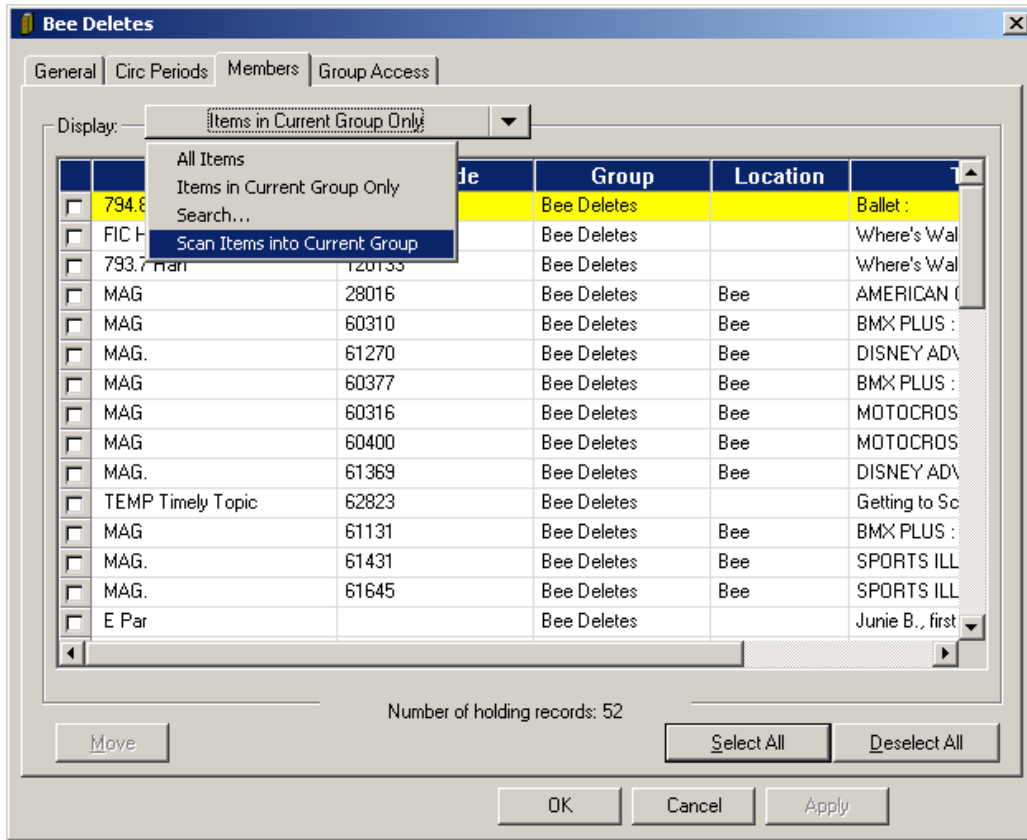 Bee Deletes
General Circ Periods Members Group Access
Display: Items in Current Group Only
All Items
Items in Current Group Only
Search...
Scan Items into Current Group
Group Location
794.8 Bee Deletes Ballet :
FIC Bee Deletes Where's Wal
793.7 Han 120133 Bee Deletes Where's Wal
MAG 28016 Bee Deletes Bee AMERICAN
MAG 60310 Bee Deletes Bee BMX PLUS :
MAG. 61270 Bee Deletes Bee DISNEY ADV
MAG 60377 Bee Deletes Bee BMX PLUS :
MAG 60316 Bee Deletes Bee MOTOCROS
MAG 60400 Bee Deletes Bee MOTOCROS
MAG. 61369 Bee Deletes Bee DISNEY ADV
TEMP Timely Topic 62823 Bee Deletes Getting to Sc
MAG 61131 Bee Deletes Bee BMX PLUS :
MAG. 61431 Bee Deletes Bee SPORTS ILL
MAG. 61645 Bee Deletes Bee SPORTS ILL
E Par Bee Deletes Junie B., first
Number of holding records: 52
Move Select All Deselect All
OK Cancel Apply